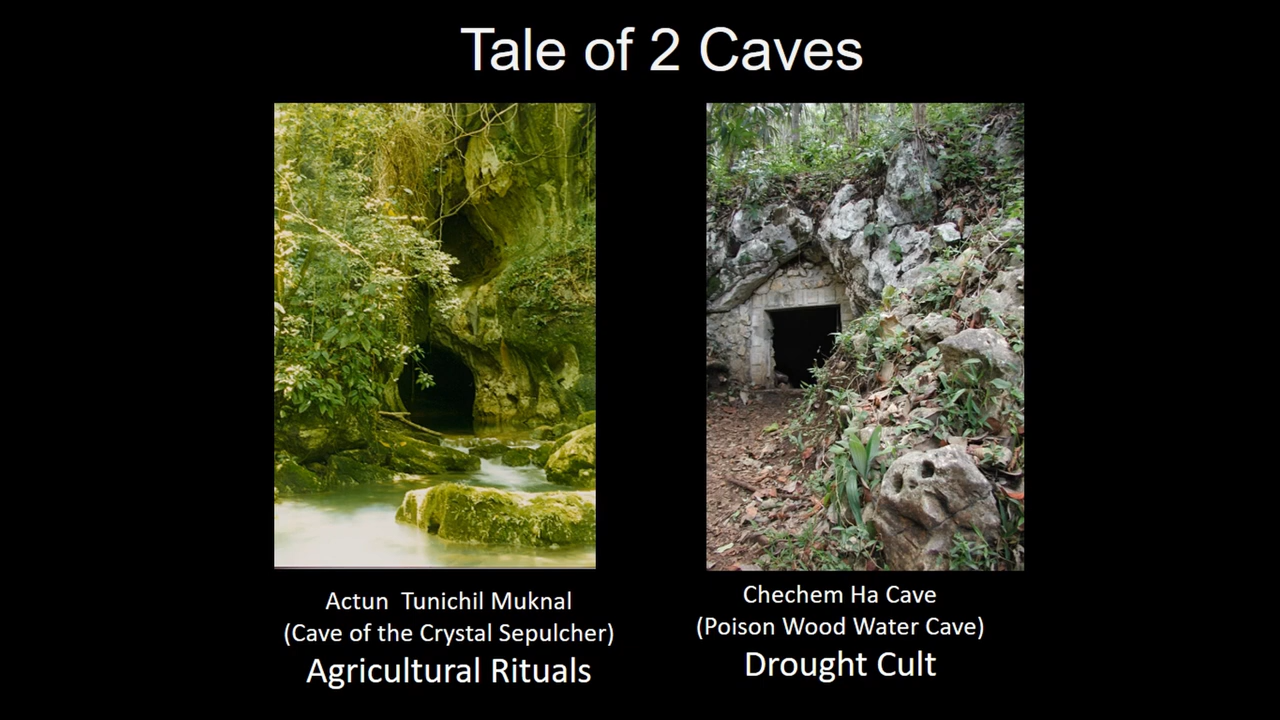 Tale of 2 Caves
Actun Tunichil Muknal
(Cave of the Crystal Sepulcher)
Agricultural Rituals
Chechem Ha Cave
(Poison Wood Water Cave)
Drought Cult